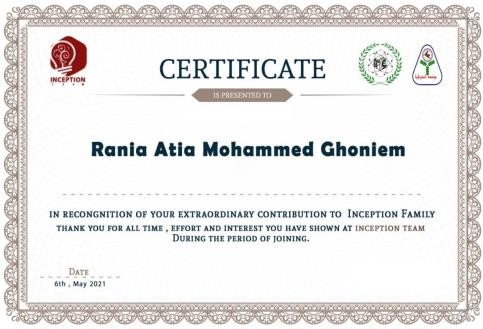 INCEPTION
TEAM
CERTIFICATE
IS PRESENTED TO
Rania Atia Mohammed Ghoniem
IN RECONGNITION OF YOUR EXTRAORDINARY CONTRIBUTION TO INCEPTION FAMILY
THANK YOU FOR ALL TIME , EFFORT AND INTEREST YOU HAVE SHOWN AT INCEPTION TEAM
DURING THE PERIOD OF JOINING.
DATE
6th , May 2021